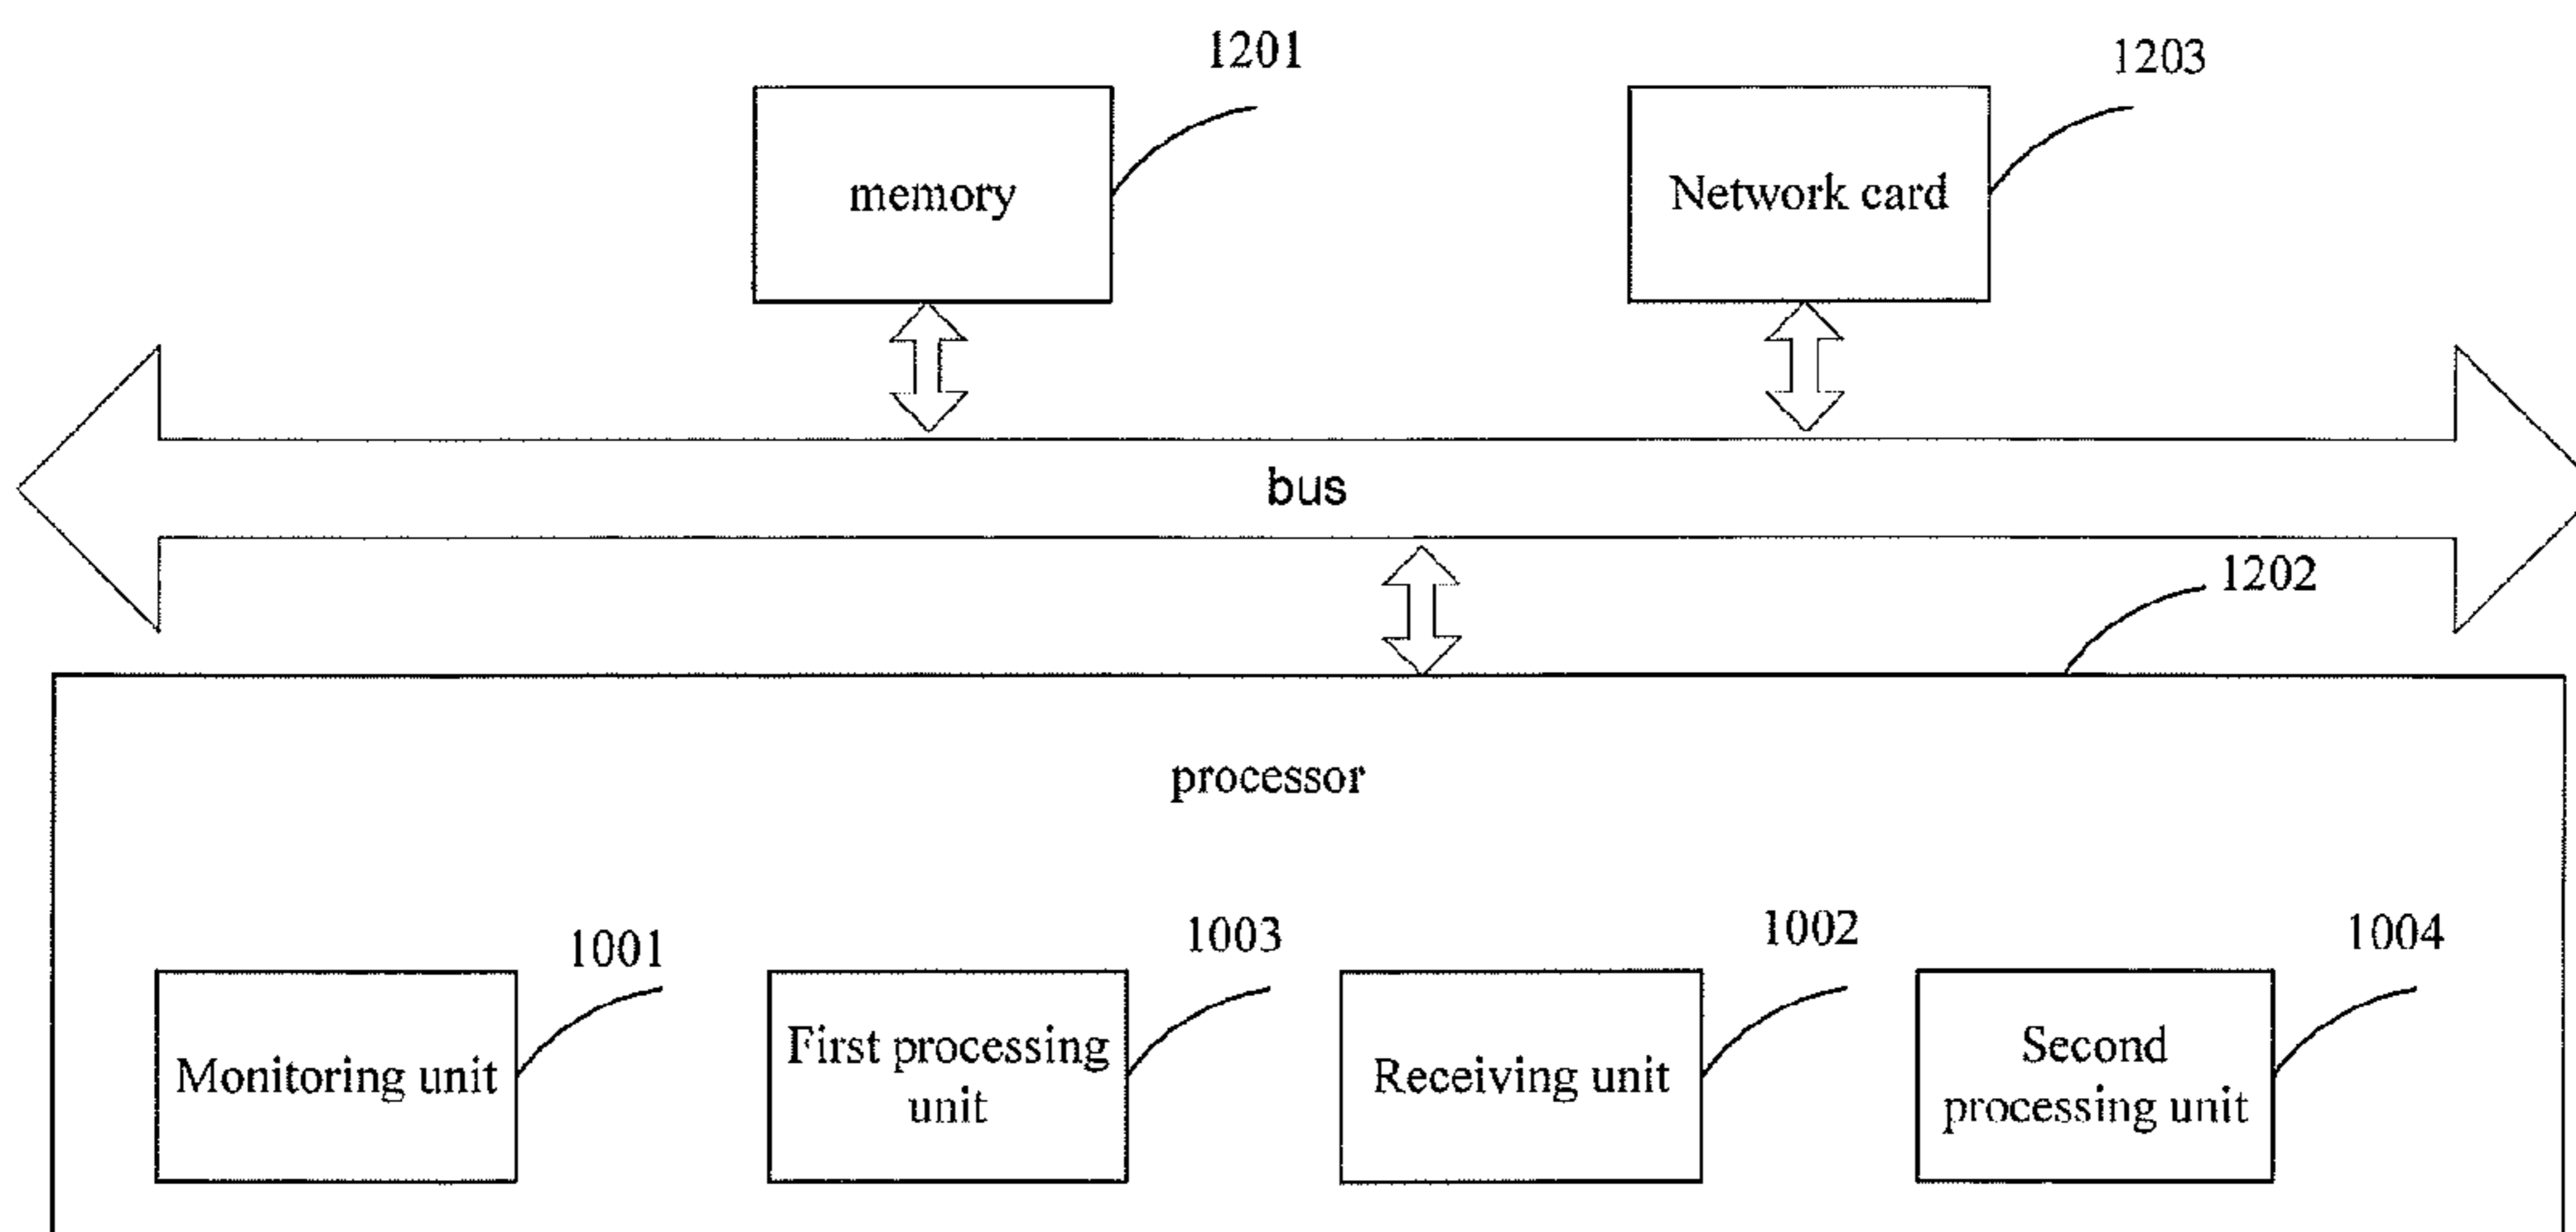 1201
1203
memory
Network card
bus
1202
processor
1001
1003
1002
1004
Monitoring unit
First processing
unit
Receiving unit
Second
processing unit